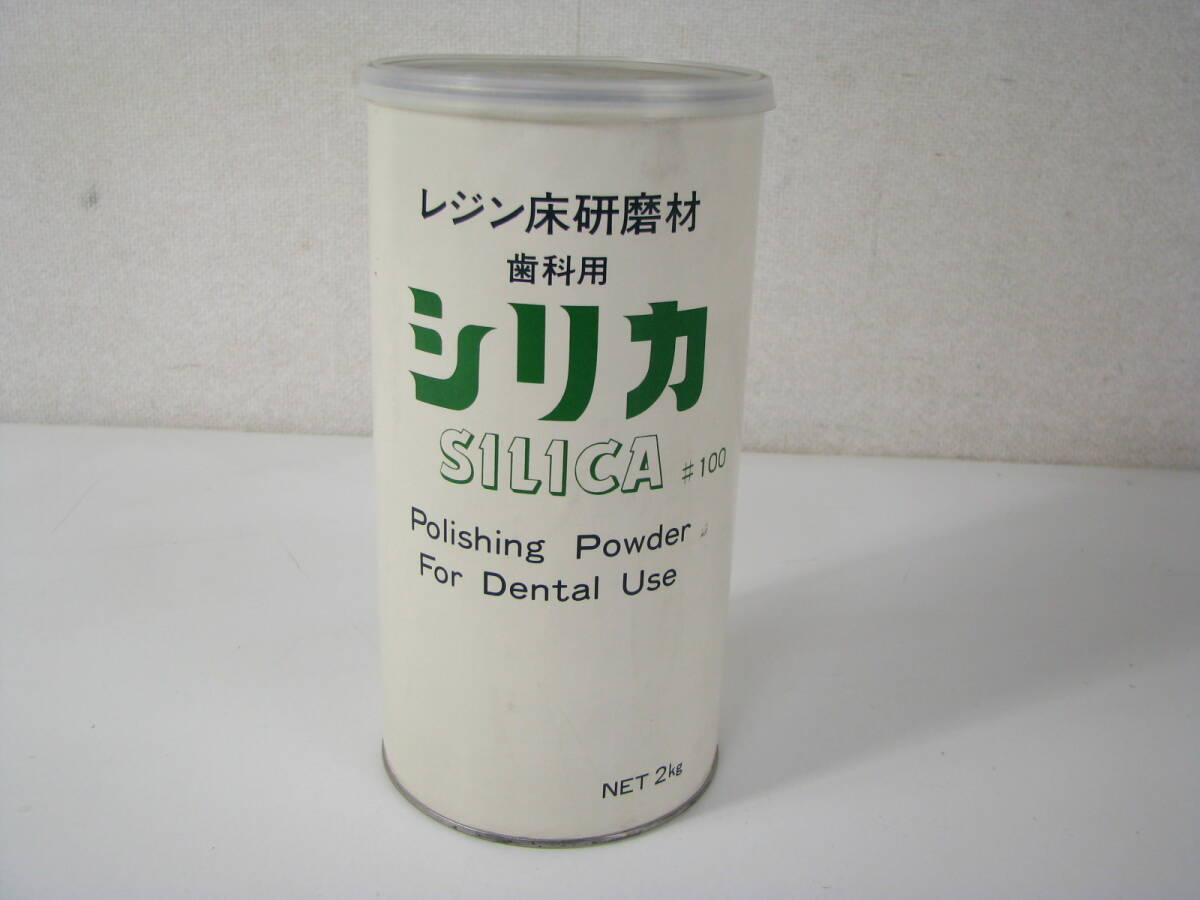 レジン床研磨材
歯科用
シリカ
SILICA #100
Polishing Powder
For Dental Use
NET 2kg